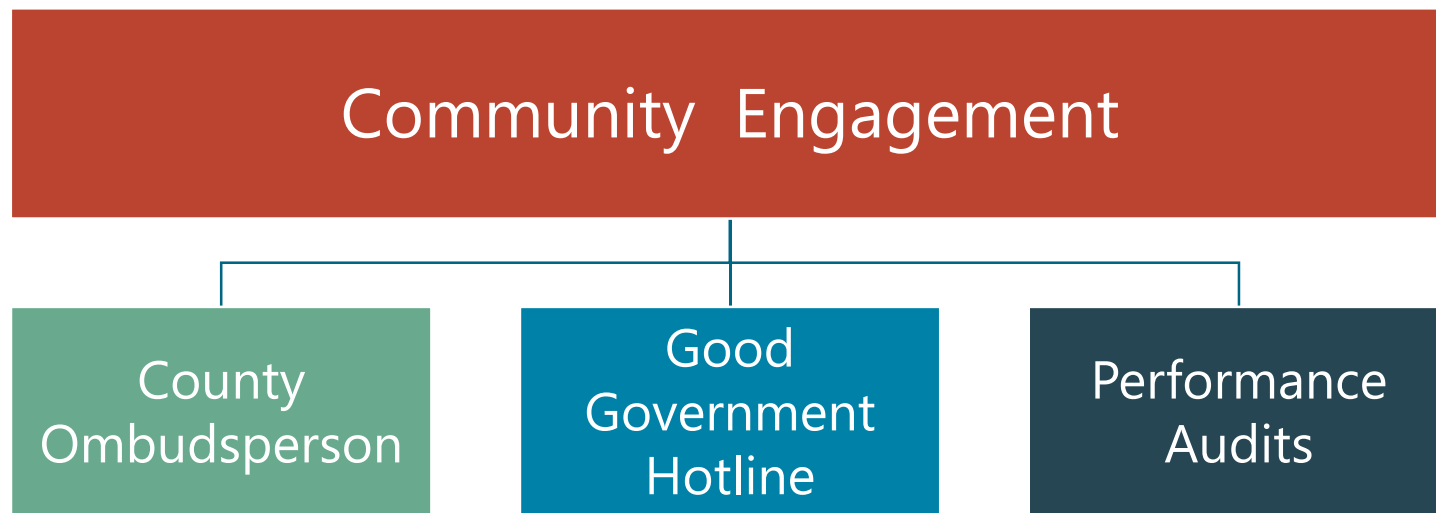 Community Engagement
County
Ombudsperson
Good
Government
Hotline
Performance
Audits